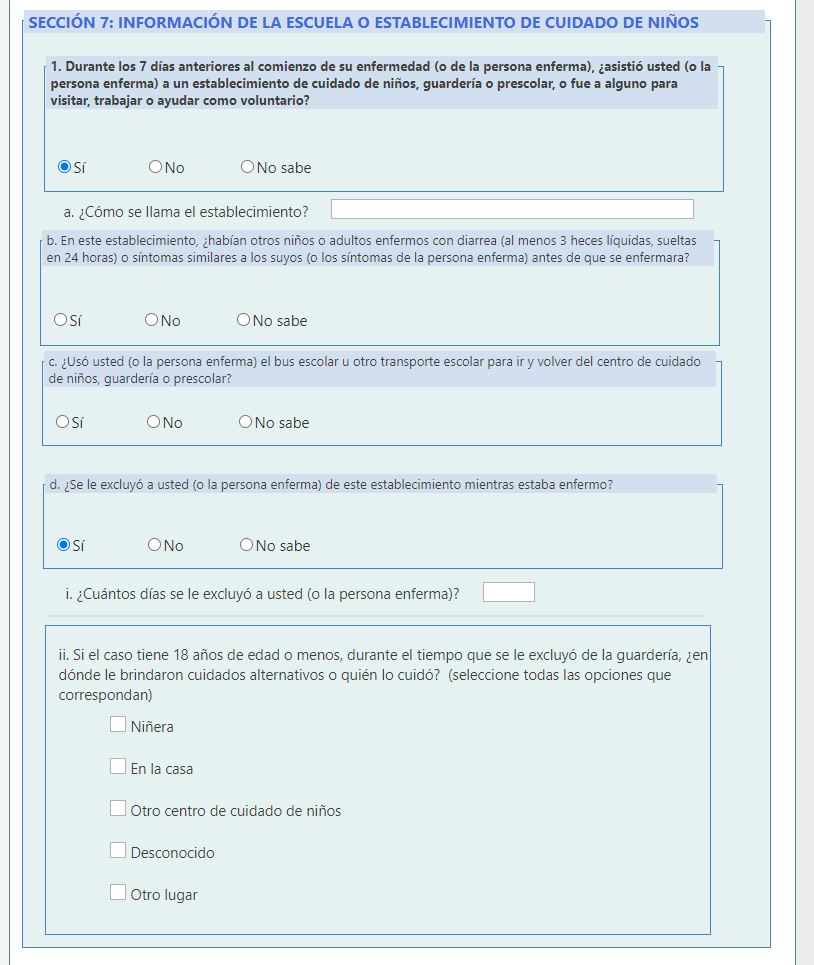 SECCIÓN 7: INFORMACIÓN DE LA ESCUELA O ESTABLECIMIENTO DE CUIDADO DE NIÑOS
1. Durante los 7 días anteriores al comienzo de su enfermedad (o de la persona enferma), ¿asistió usted (o la
persona enferma) a un establecimiento de cuidado de niños, guardería o prescolar, o fue a alguno para
visitar, trabajar o ayudar como voluntario?
Sí No No sabe
a. ¿Cómo se llama el establecimiento?
b. En este establecimiento, ¿habían otros niños o adultos enfermos con diarrea (al menos 3 heces líquidas, sueltas
en 24 horas) o síntomas similares a los suyos (o los síntomas de la persona enferma) antes de que se enfermara?
Sí No No sabe
c. ¿Usó usted (o la persona enferma) el bus escolar u otro transporte escolar para ir y volver del centro de cuidado
de niños, guardería o prescolar?
Sí No No sabe
d. ¿Se le excluyó a usted (o la persona enferma) de este establecimiento mientras estaba enfermo?
Sí No No sabe
i. ¿Cuántos días se le excluyó a usted (o la persona enferma)?
ii. Si el caso tiene 18 años de edad o menos, durante el tiempo que se le excluyó de la guardería, ¿en
dónde le brindaron cuidados alternativos o quién lo cuidó? (seleccione todas las opciones que
correspondan)
Niñera
En la casa
Otro centro de cuidado de niños
Desconocido
Otro lugar